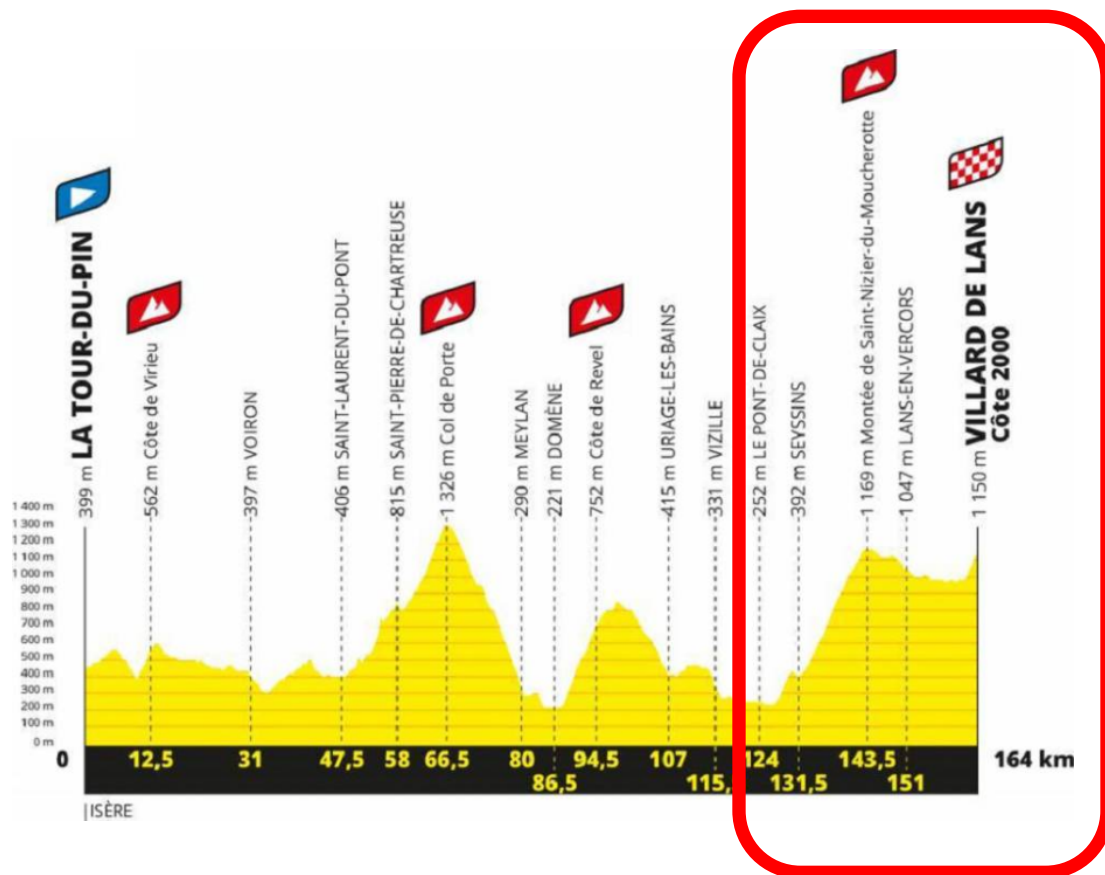 399 m LA TOUR-DU-PIN
562 m Côte de Virieu
397 m VOIRON
406 m SAINT-LAURENT-DU-PONT
815 m SAINT-PIERRE-DE-CHARTREUSE
1 326 m Col de Porte
290 m MEYLAN
221 m DOMÈNE
752 m Côte de Revel
415 m URIAGE-LES-BAINS
331 m VIZILLE
252 m LE PONT-DE-CLAIX
392 m SEYSSINS
1 169 m Montée de Saint-Nizier-du-Moucherotte
1 047 m LANS-EN-VERCORS
1 150 m VILLARD DE LANS
Côte 2000
1 400 m
1 300 m
1 200 m
1 100 m
1 000 m
900 m
800 m
700 m
600 m
500 m
400 m
300 m
200 m
100 m
0 m
0 12,5 31 47,5 58 66,5 80 94,5 107 124 143,5 164 km
86,5 115, 131,5 151
ISÈRE